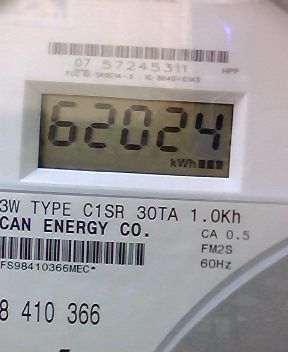 07 57245311
HPP
62024
kWh
3W TYPE C1SR 30TA 1.0Kh
CAN ENERGY CO.
CA 0.5
FM2S
60Hz
FS98410366MEC*
8 410 366